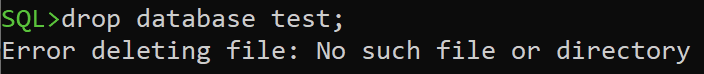 SQL>drop database test;
Error deleting file: No such file or directory